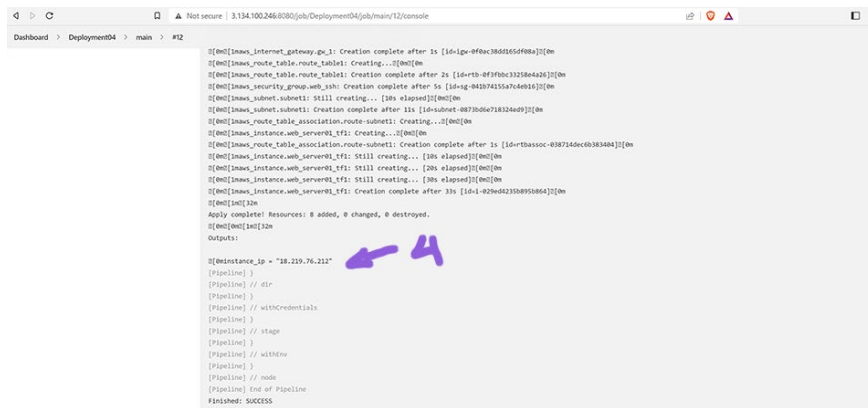 Not secure | 3.134.100.246:8080/job/Deployment04/job/main/12/console
Dashboard > Deployment04 > main > #12
[0m[1maws_internet_gateway.gw_1: Creation complete after 1s [id=igw-0f0ac38dd165df08a][0m
[0m[1maws_route_table.route_table1: Creating...[0m[0m
[0m[1maws_route_table.route_table1: Creation complete after 2s [id=rtb-0f3fbbc33258e4a26][0m
[0m[1maws_security_group.web_ssh: Creation complete after 5s [id=sg-041b74155a7c4eb16][0m
[0m[1maws_subnet.subnet1: Still creating... [10s elapsed][0m[0m
[0m[1maws_subnet.subnet1: Creation complete after 11s [id=subnet-0873bd6e718324ed9][0m
[0m[1maws_route_table_association.route-subnet1: Creating...[0m[0m
[0m[1maws_instance.web_server01_tf1: Creating...[0m[0m
[0m[1maws_route_table_association.route-subnet1: Creation complete after 1s [id=rtbassoc-038714dec6b383404][0m
[0m[1maws_instance.web_server01_tf1: Still creating... [10s elapsed][0m[0m
[0m[1maws_instance.web_server01_tf1: Still creating... [20s elapsed][0m[0m
[0m[1maws_instance.web_server01_tf1: Still creating... [30s elapsed][0m[0m
[0m[1maws_instance.web_server01_tf1: Creation complete after 33s [id=i-029ed4235b895b864][0m
[0m[1m[32m
Apply complete! Resources: 8 added, 0 changed, 0 destroyed.
[0m[0m[1m[32m
Outputs:
[0minstance_ip = "18.219.76.212"
4
[Pipeline] }
[Pipeline] // dir
[Pipeline] }
[Pipeline] // withCredentials
[Pipeline] }
[Pipeline] // stage
[Pipeline] }
[Pipeline] // withEnv
[Pipeline] }
[Pipeline] // node
[Pipeline] End of Pipeline
Finished: SUCCESS